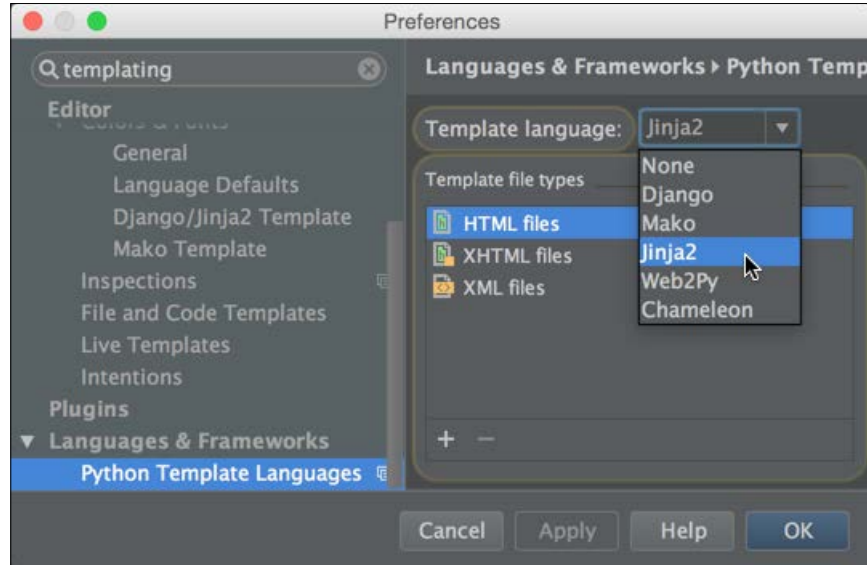 Preferences
templating
Editor
General
Language Defaults
Django/Jinja2 Template
Mako Template
Inspections
File and Code Templates
Live Templates
Intentions
Plugins
Languages & Frameworks
Python Template Languages
Languages & Frameworks ▸ Python Temp
Template language: Jinja2
None
Django
Mako
Jinja2
Web2Py
Chameleon
Template file types
HTML files
XHTML files
XML files
Cancel
Apply
Help
OK